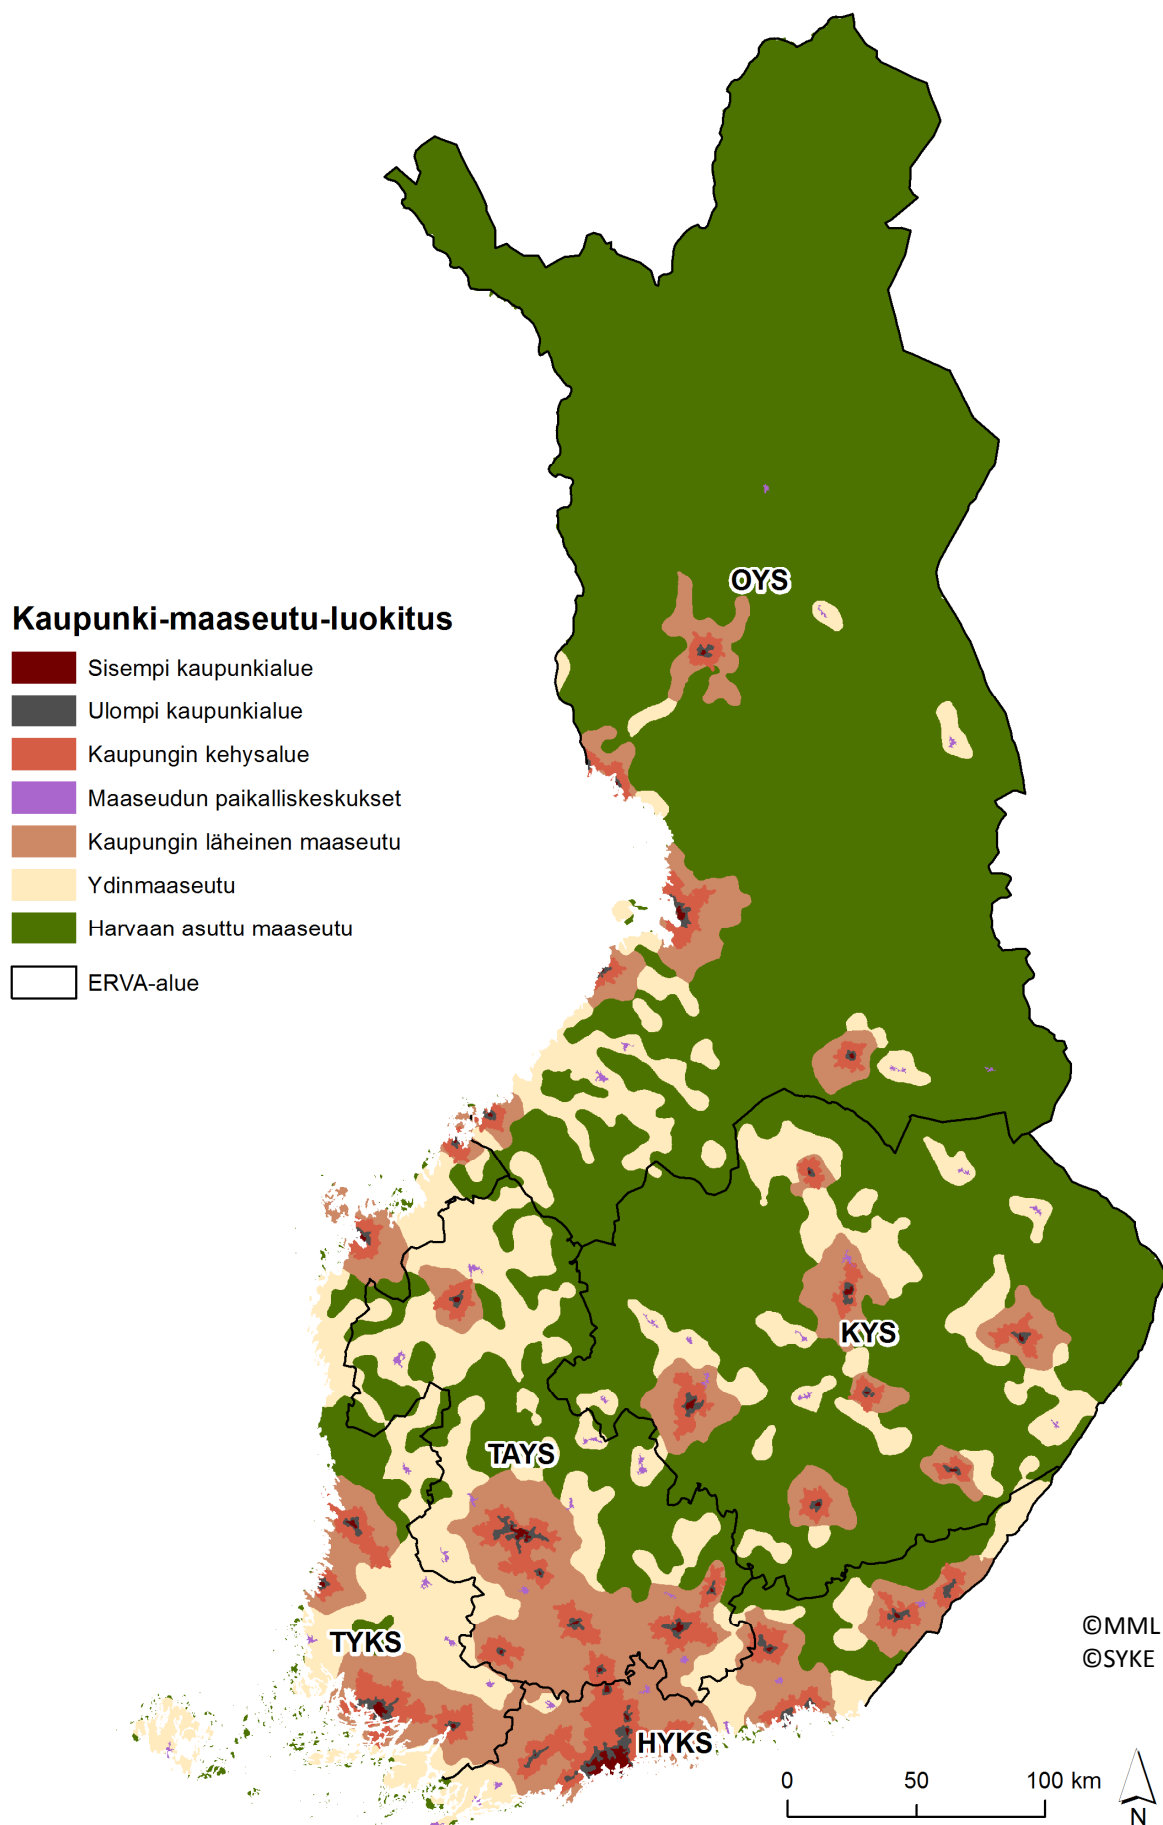 OYS
Kaupunki-maaseutu-luokitus
Sisempi kaupunkialue
Ulompi kaupunkialue
Kaupungin kehysalue
Maaseudun paikalliskeskukset
Kaupungin läheinen maaseutu
Ydinmaaseutu
Harvaan asuttu maaseutu
ERVA-alue
KYS
TAYS
TYKS
HYKS
©MML
©SYKE
0 50 100 km
N